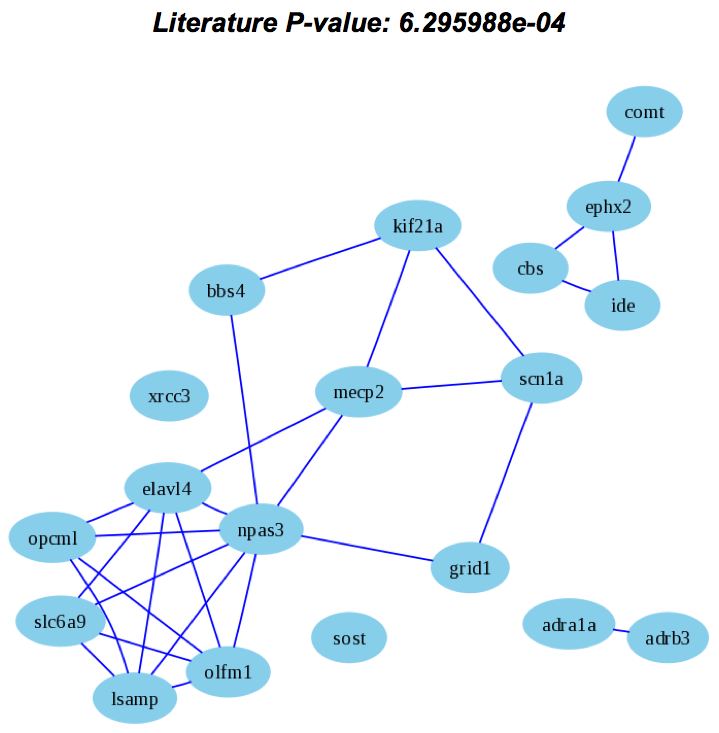 Literature P-value: 6.295988e-04
comt
ephx2
kif21a
cbs
bbs4
ide
scn1a
mecp2
xrcc3
elavl4
npas3
opcml
grid1
slc6a9
adra1a
sost
adrb3
olfm1
lsamp